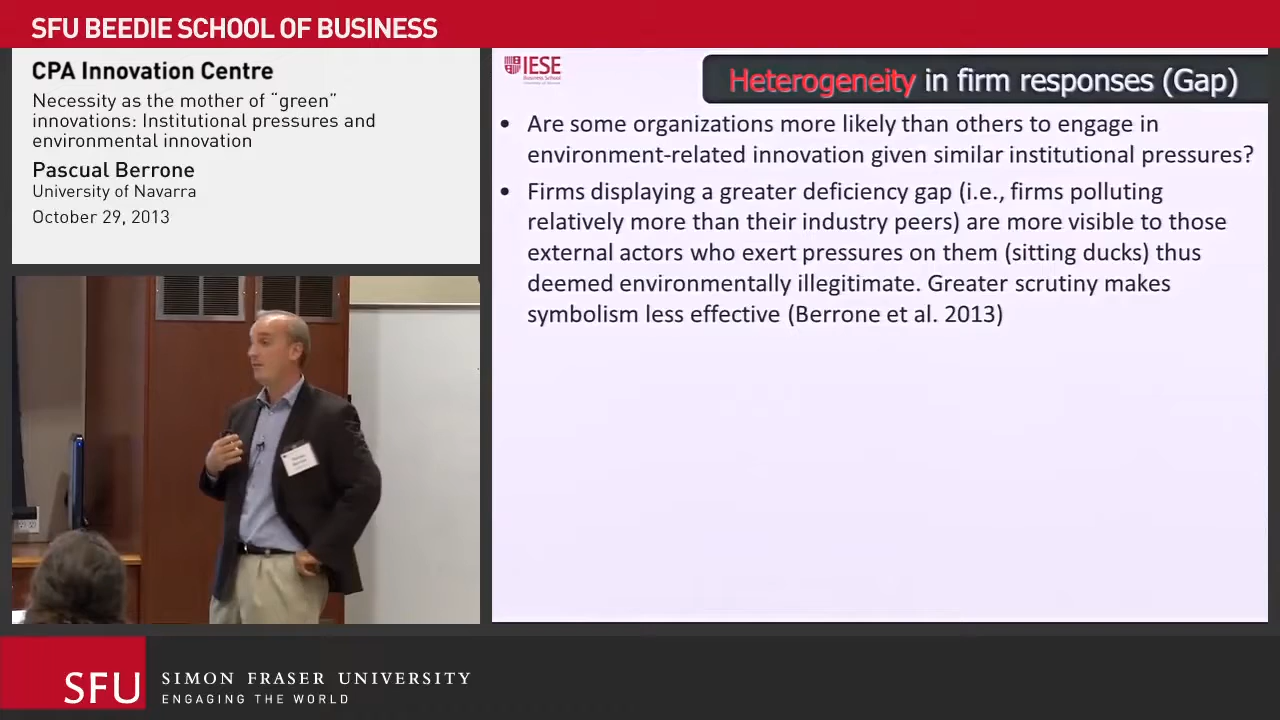 SFU BEEDIE SCHOOL OF BUSINESS
CPA Innovation Centre
Necessity as the mother of “green”
innovations: Institutional pressures and
environmental innovation
Pascual Berrone
University of Navarra
October 29, 2013
IESE
Business School
Heterogeneity in firm responses (Gap)
• Are some organizations more likely than others to engage in
environment-related innovation given similar institutional pressures?
• Firms displaying a greater deficiency gap (i.e., firms polluting
relatively more than their industry peers) are more visible to those
external actors who exert pressures on them (sitting ducks) thus
deemed environmentally illegitimate. Greater scrutiny makes
symbolism less effective (Berrone et al. 2013)
SFU
SIMON FRASER UNIVERSITY
ENGAGING THE WORLD